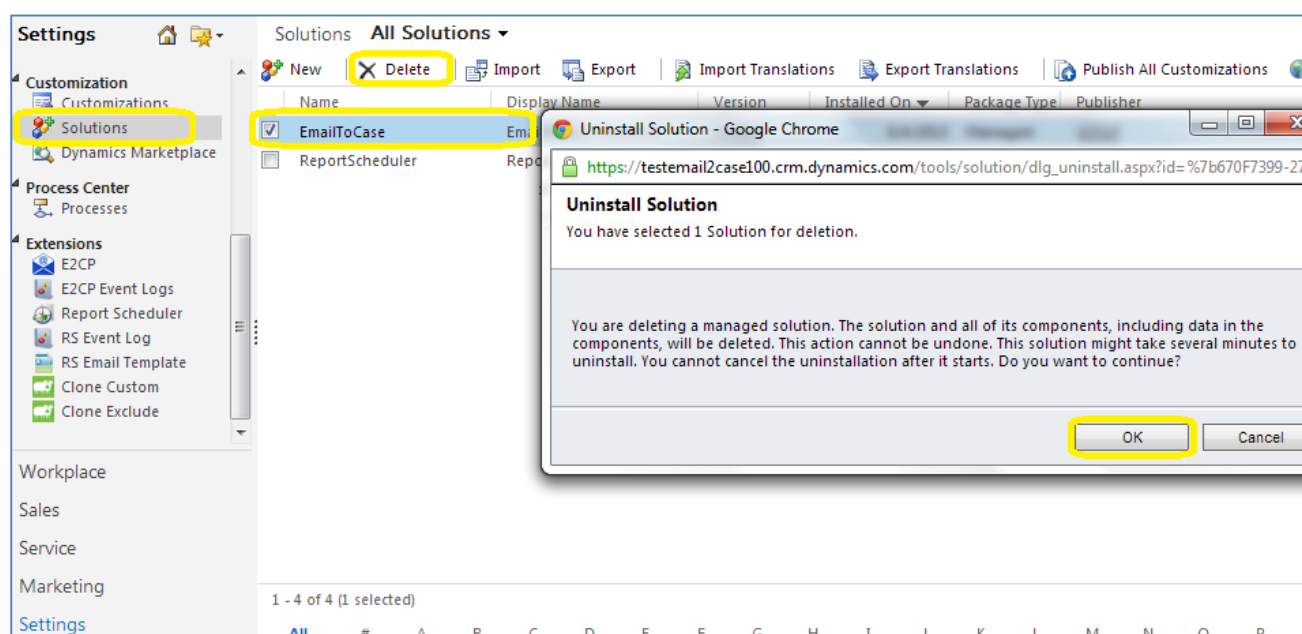 Settings
Solutions All Solutions
New Delete Import Export Import Translations Export Translations Publish All Customizations
Customization
Customizations
Solutions
Dynamics Marketplace
Process Center
Processes
Extensions
E2CP
E2CP Event Logs
Report Scheduler
RS Event Log
RS Email Template
Clone Custom
Clone Exclude
Workplace
Sales
Service
Marketing
Settings
Name Display Name Version Installed On Package Type Publisher
EmailToCase Emai
ReportScheduler Repo
Uninstall Solution - Google Chrome
https://testemail2case100.crm.dynamics.com/tools/solution/dlg_uninstall.aspx?id=%7b670F7399-27
Uninstall Solution
You have selected 1 Solution for deletion.
You are deleting a managed solution. The solution and all of its components, including data in the
components, will be deleted. This action cannot be undone. This solution might take several minutes to
uninstall. You cannot cancel the uninstallation after it starts. Do you want to continue?
OK Cancel
1 - 4 of 4 (1 selected)
All # A B C D E F G H I J K L M N O P